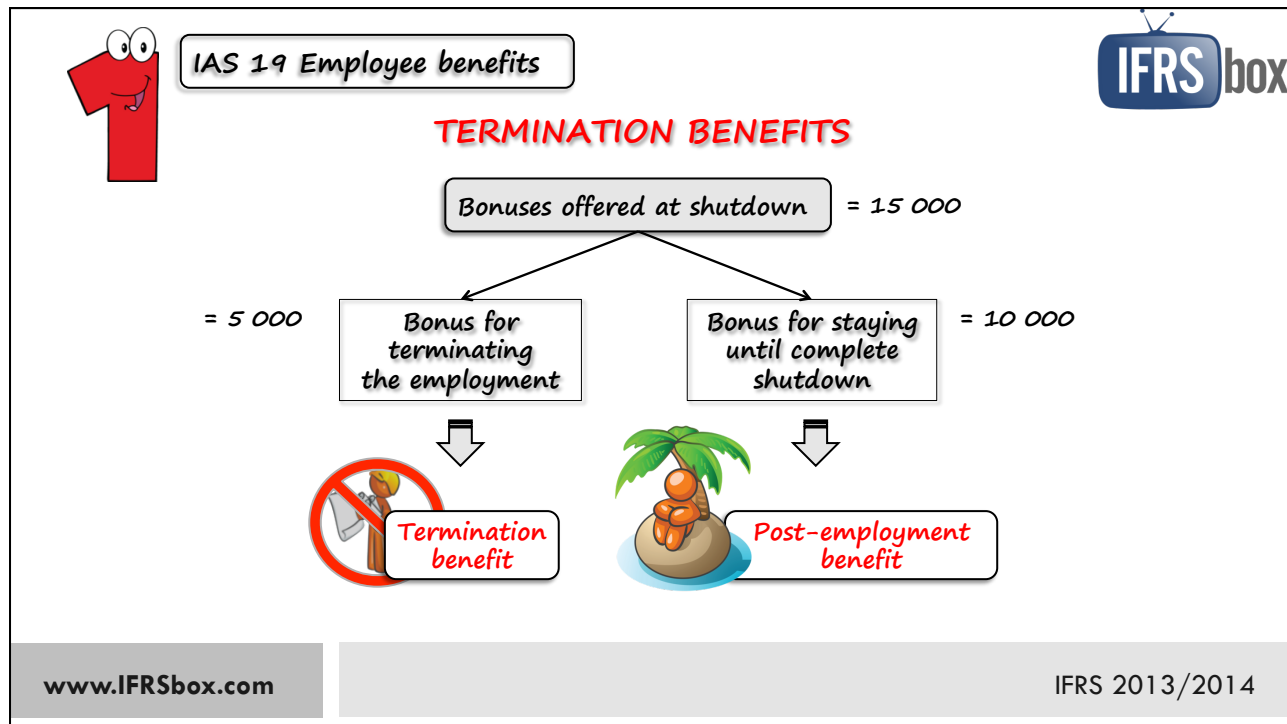 IAS 19 Employee benefits
IFRS box
TERMINATION BENEFITS
Bonuses offered at shutdown
= 15 000
= 5 000
Bonus for
terminating
the employment
Bonus for staying
until complete
shutdown
= 10 000
Termination
benefit
Post-employment
benefit
www.IFRSbox.com
IFRS 2013/2014